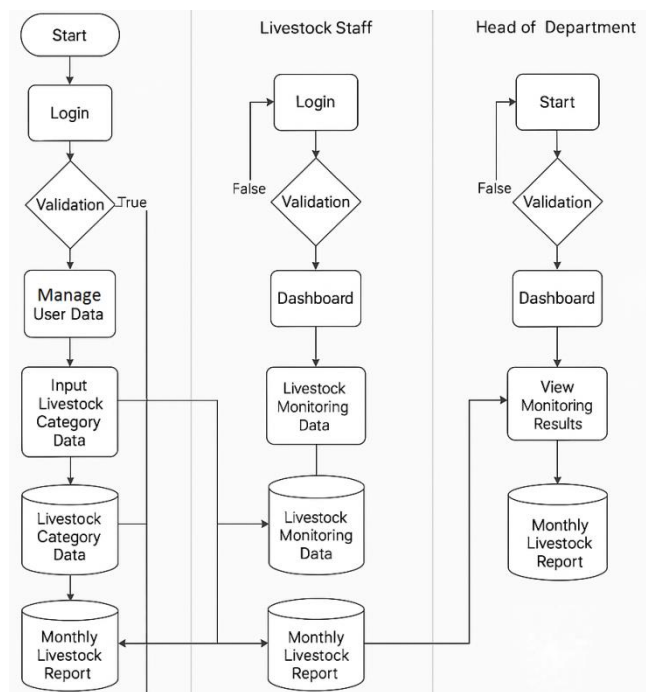 Start
Login
Validation
True
Manage
User Data
Input
Livestock
Category
Data
Livestock
Category
Data
Monthly
Livestock
Report
Livestock Staff
Login
False
Validation
Dashboard
Livestock
Monitoring
Data
Livestock
Monitoring
Data
Monthly
Livestock
Report
Head of Department
Start
False
Validation
Dashboard
View
Monitoring
Results
Monthly
Livestock
Report